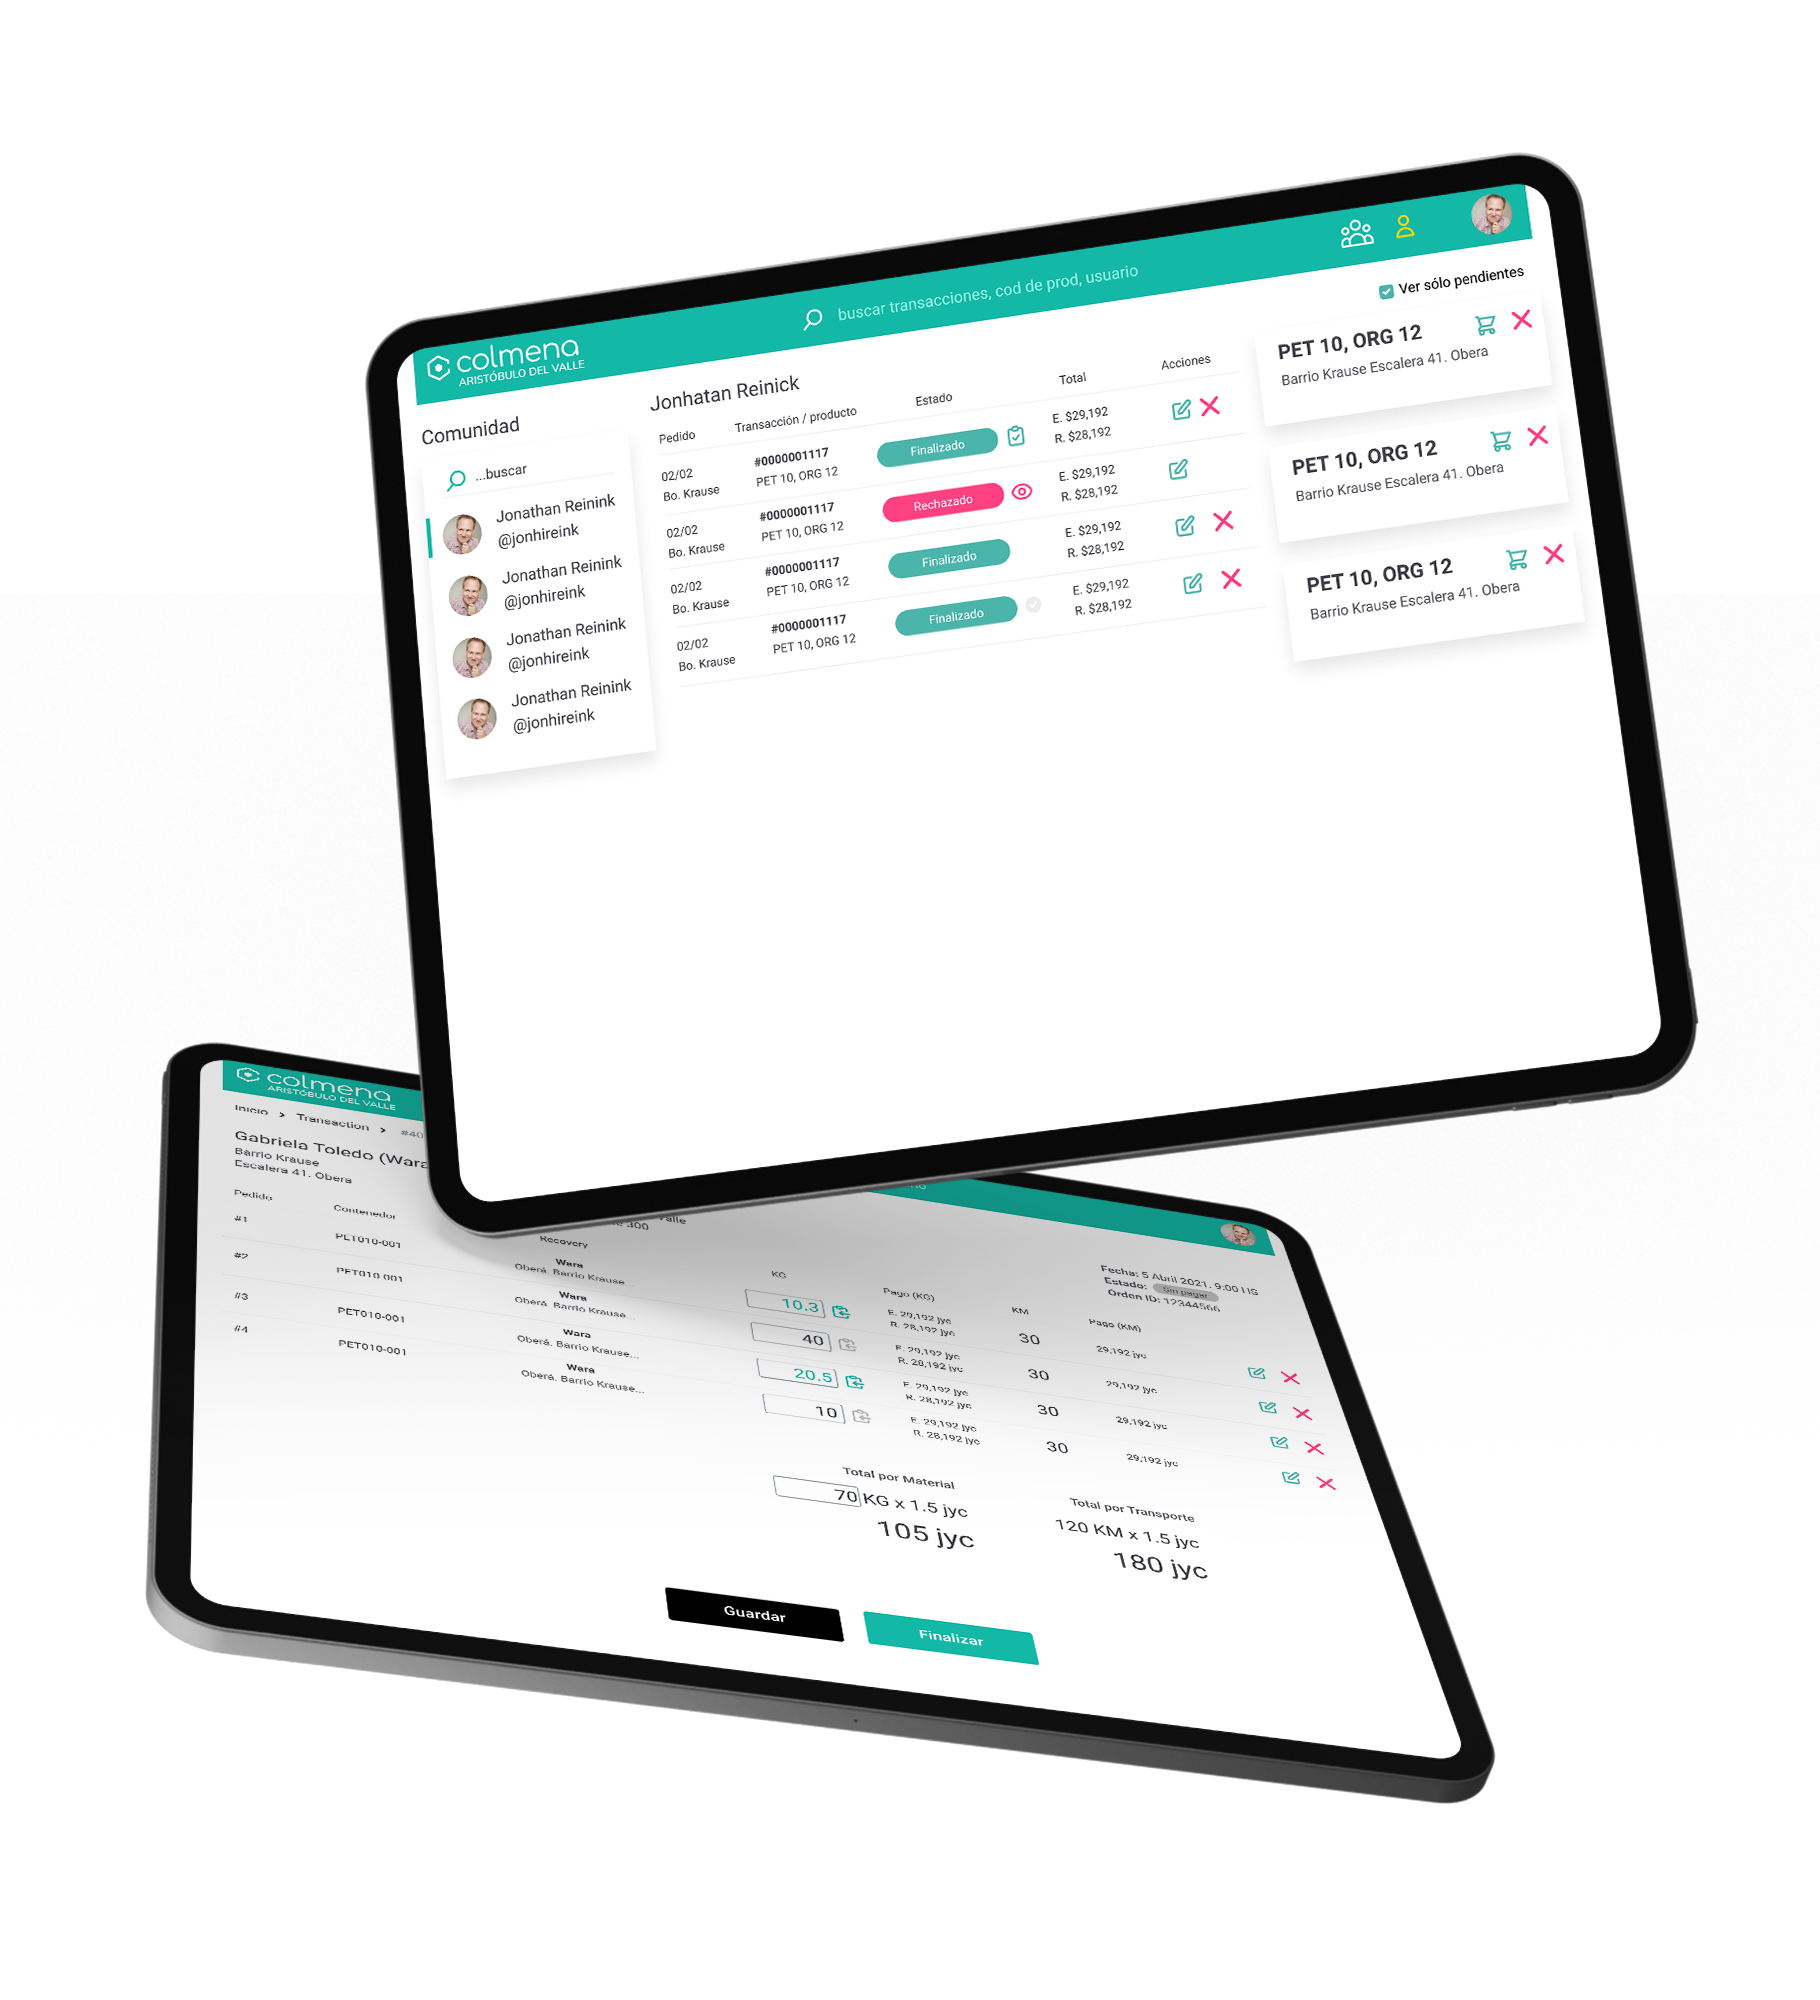 colmena
ARISTÓBULO DEL VALLE
buscar transacciones, cod de prod, usuario
Comunidad
...buscar
Jonathan Reinink
@jonhireink
Jonathan Reinink
@jonhireink
Jonathan Reinink
@jonhireink
Jonathan Reinink
@jonhireink
Jonhatan Reinick
Pedido Transacción / producto Estado Total Acciones
02/02 #0000001117 Finalizado E. $29,192
Bo. Krause PET 10, ORG 12 R. $28,192
02/02 #0000001117 Rechazado E. $29,192
Bo. Krause PET 10, ORG 12 R. $28,192
02/02 #0000001117 Finalizado E. $29,192
Bo. Krause PET 10, ORG 12 R. $28,192
02/02 #0000001117 Finalizado E. $29,192
Bo. Krause PET 10, ORG 12 R. $28,192
Ver sólo pendientes
PET 10, ORG 12
Barrio Krause Escalera 41. Obera
PET 10, ORG 12
Barrio Krause Escalera 41. Obera
PET 10, ORG 12
Barrio Krause Escalera 41. Obera
colmena
ARISTÓBULO DEL VALLE
Inicio > Transaction > #40
Gabriela Toledo (Wara
Barrio Krause
Escalera 41. Obera
300
Fecha: 5 Abril 2021. 9:00 HS
Estado: Sin pagar
Orden ID: 12344566
Pedido Contenedor Recovery KG Pago (KG) KM Pago (KM)
#1 PET010-001 Wara 10.3 E. 29,192 jyc 30 29,192 jyc
Oberá. Barrio Krause... R. 28,192 jyc
#2 PET010 001 Wara 40 E. 29,192 jyc 30 29,192 jyc
Oberá. Barrio Krause... R. 28,192 jyc
#3 PET010-001 Wara 20.5 E. 29,192 jyc 30 29,192 jyc
Oberá. Barrio Krause... R. 28,192 jyc
#4 PET010-001 Wara 10 E. 29,192 jyc 30 29,192 jyc
Oberá. Barrio Krause... R. 28,192 jyc
Total por Material
70 KG x 1.5 jyc
105 jyc
Total por Transporte
120 KM x 1.5 jyc
180 jyc
Guardar
Finalizar